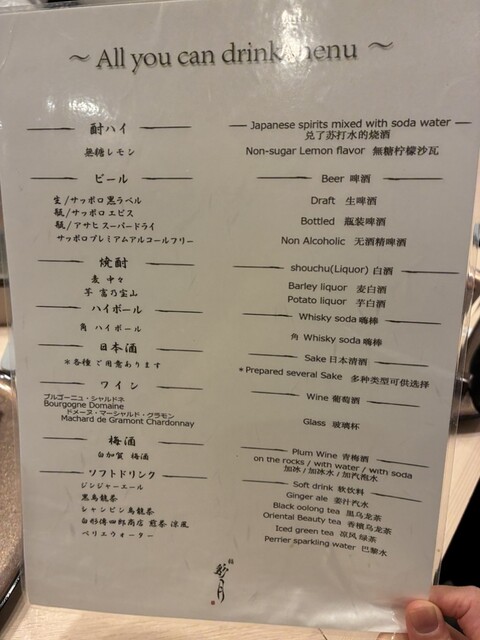 ～ All you can drink menu ～
酎ハイ
無糖レモン
ビール
生/サッポロ黒ラベル
瓶/サッポロエビス
瓶/アサヒスーパードライ
サッポロプレミアムアルコールフリー
焼酎
麦 中々
芋 富乃宝山
ハイボール
角 ハイボール
日本酒
＊各種ご用意あります
ワイン
ブルゴーニュ・シャルドネ
Bourgogne Domaine
ドメーヌ・マーシャルド・グラモン
Machard de Gramont Chardonnay
梅酒
白加賀 梅酒
ソフトドリンク
ジンジャーエール
黒烏龍茶
シャンピン烏龍茶
白形傳四郎商店 煎茶 涼風
ペリエウォーター
Japanese spirits mixed with soda water
兑了苏打水的烧酒
Non-sugar Lemon flavor 無糖柠檬沙瓦
Beer 啤酒
Draft 生啤酒
Bottled 瓶装啤酒
Non Alcoholic 无酒精啤酒
shouchu(Liquor) 白酒
Barley liquor 麦白酒
Potato liquor 芋白酒
Whisky soda 嗨棒
角 Whisky soda 嗨棒
Sake 日本清酒
*Prepared several Sake 多种类型可供选择
Wine 葡萄酒
Glass 玻璃杯
Plum Wine 青梅酒
on the rocks / with water / with soda
加冰 / 加冰水 / 加汽泡水
Soft drink 软饮料
Ginger ale 姜汁汽水
Black oolong tea 黒乌龙茶
Oriental Beauty tea 香槟乌龙茶
Iced green tea 凉风 绿茶
Perrier sparkling water 巴黎水